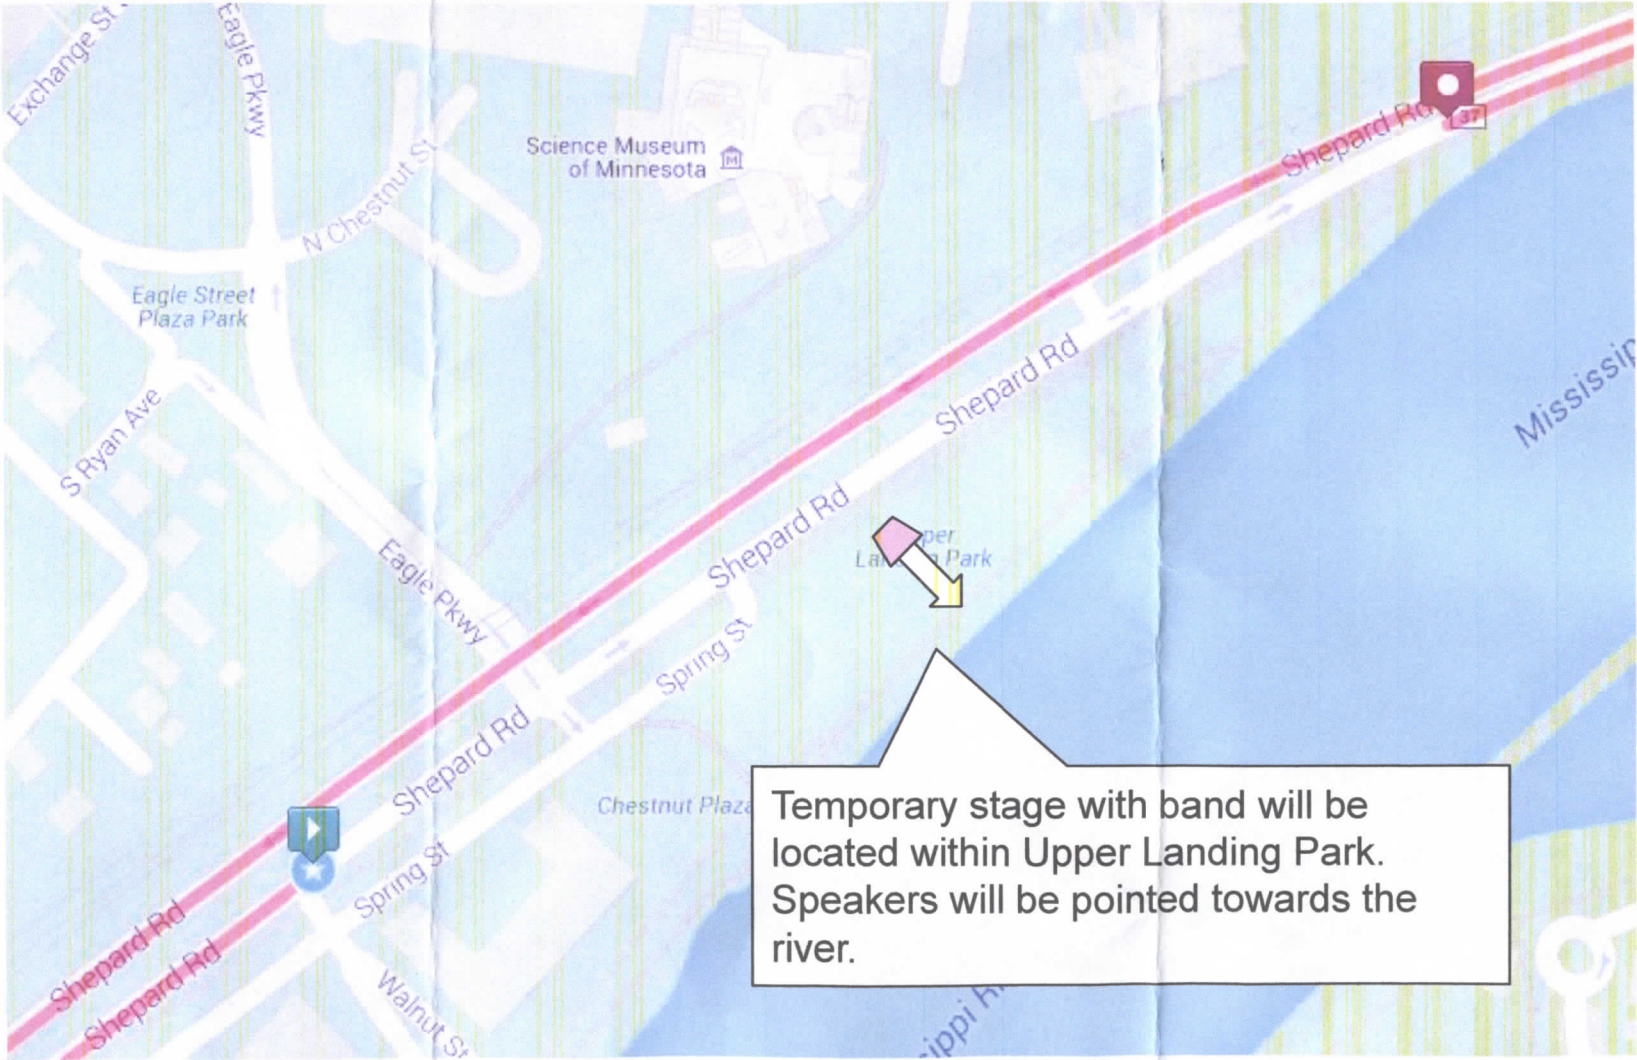 Exchange St
Eagle Pkwy
N Chestnut St
Science Museum
of Minnesota
Shepard Rd
37
Eagle Street
Plaza Park
S Ryan Ave
Shepard Rd
Mississip
Shepard Rd
per
Park
Eagle Pkwy
Spring St
Shepard Rd
Chestnut Plaza
Temporary stage with band will be
located within Upper Landing Park.
Speakers will be pointed towards the
river.
Spring St
Shepard Rd
Shepard Rd
Walnut St
sippi